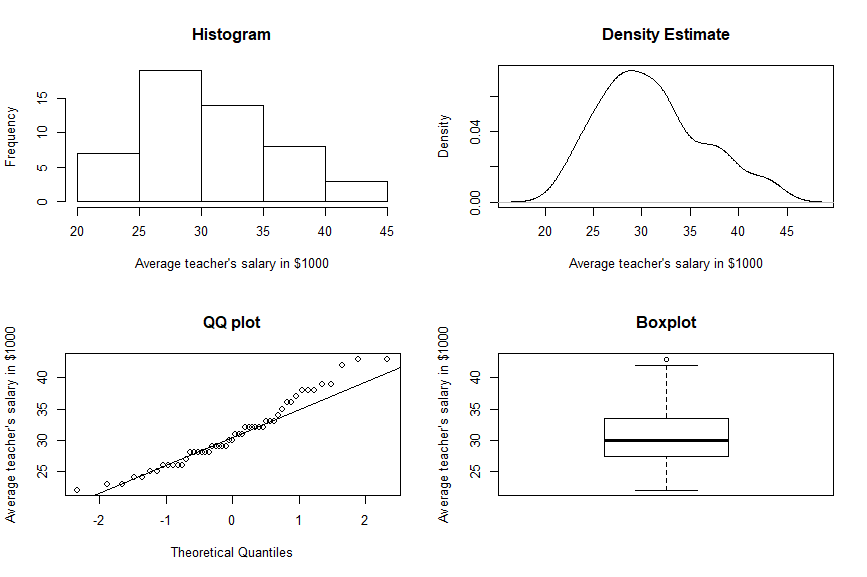 Histogram
Frequency
15
10
5
0
20 25 30 35 40 45
Average teacher's salary in $1000
Density Estimate
Density
0.04
0.00
20 25 30 35 40 45
Average teacher's salary in $1000
QQ plot
Average teacher's salary in $1000
40
35
30
25
-2 -1 0 1 2
Theoretical Quantiles
Boxplot
Average teacher's salary in $1000
40
35
30
25